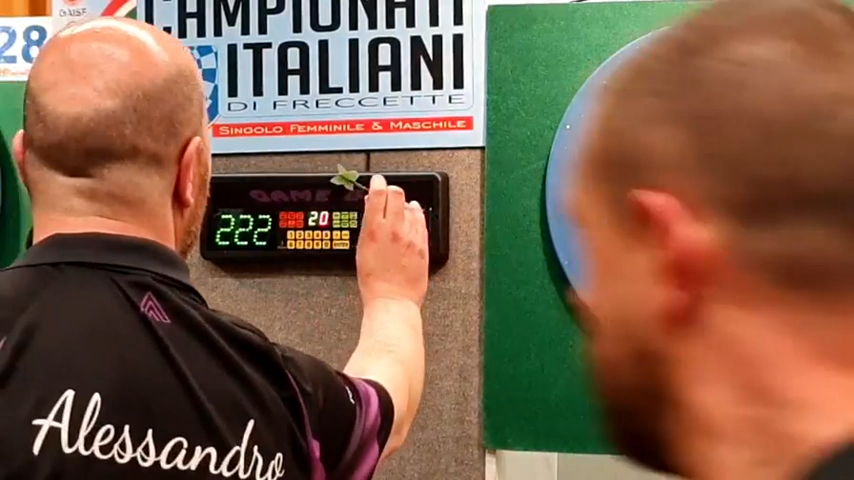 CAMPIONATI
ITALIANI
DI FRECCETTE
SINGOLO FEMMINILE & MASCHILE
28
222
20
Alessandro